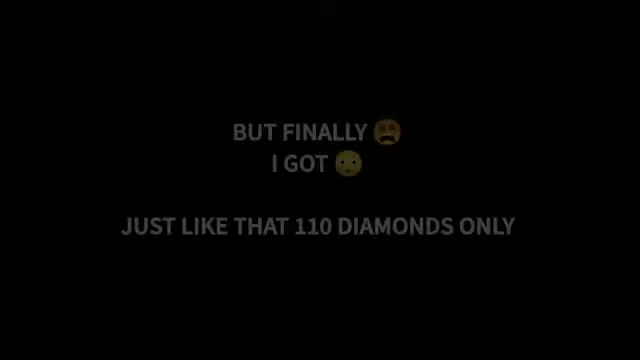 BUT FINALLY 😩
I GOT 😳
JUST LIKE THAT 110 DIAMONDS ONLY